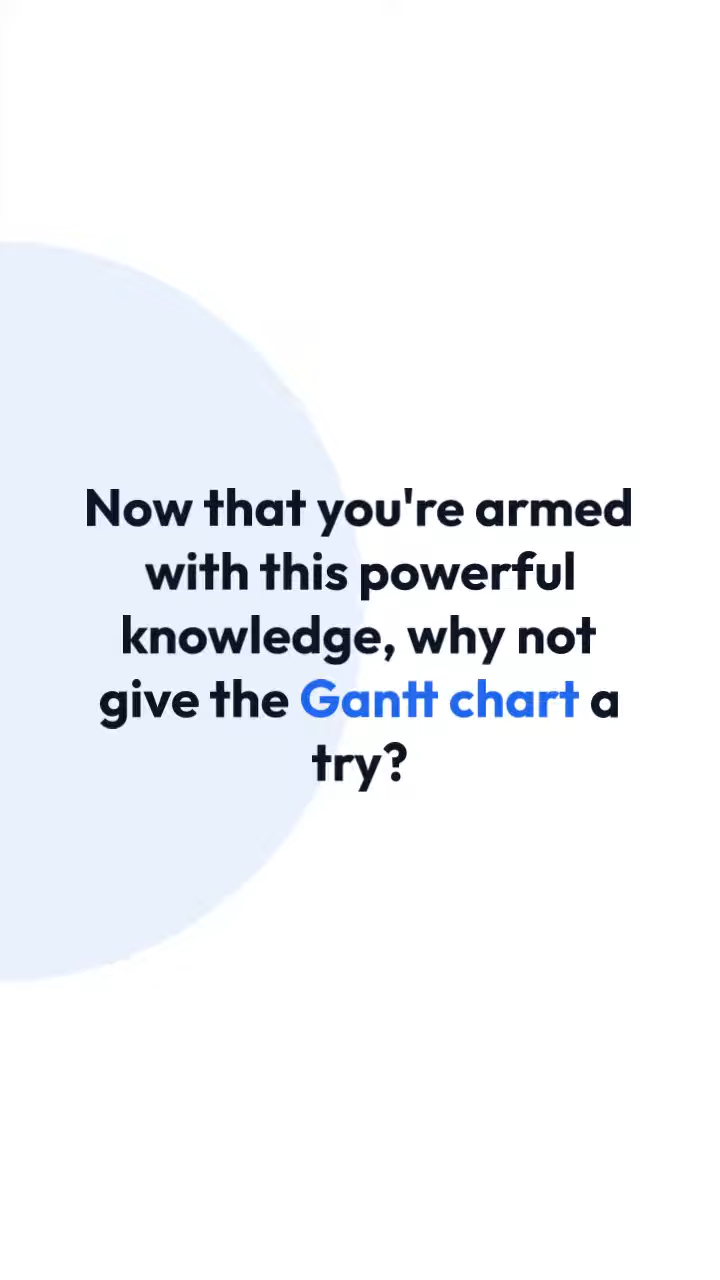 Now that you're armed
with this powerful
knowledge, why not
give the Gantt chart a
try?